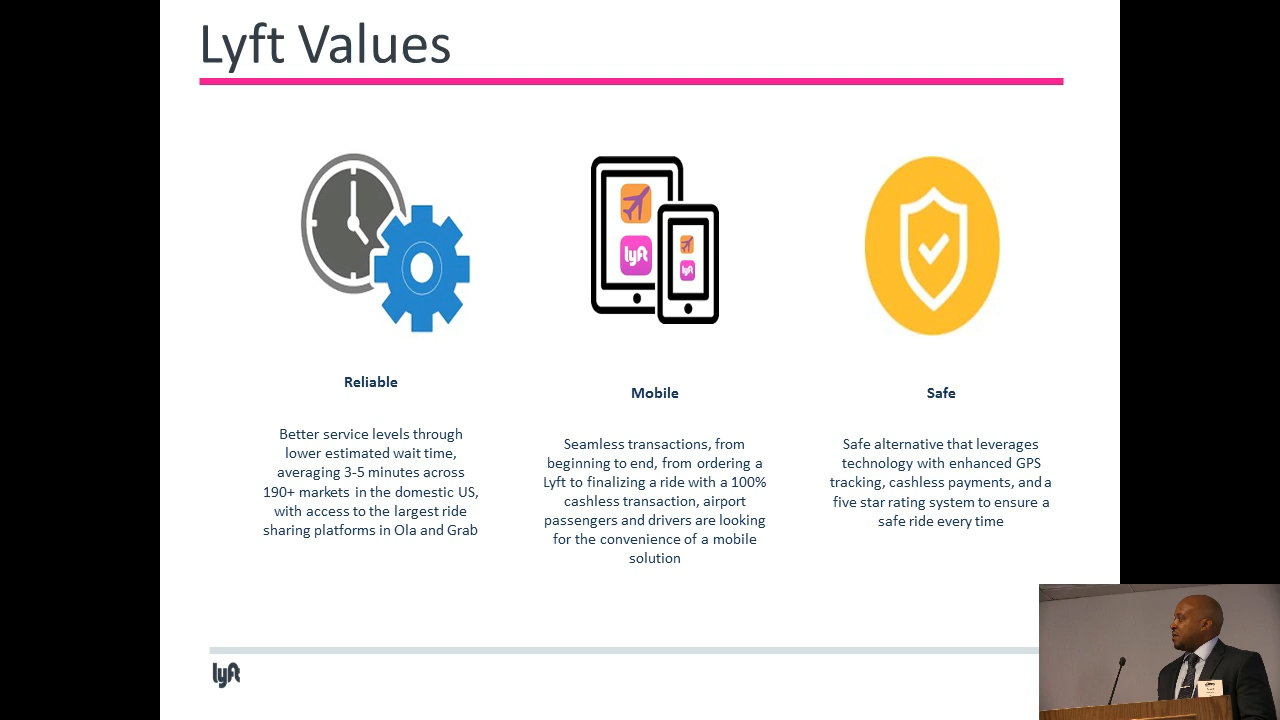 Lyft Values
lyft
lyft
Reliable
Better service levels through
lower estimated wait time,
averaging 3-5 minutes across
190+ markets in the domestic US,
with access to the largest ride
sharing platforms in Ola and Grab
Mobile
Seamless transactions, from
beginning to end, from ordering a
Lyft to finalizing a ride with a 100%
cashless transaction, airport
passengers and drivers are looking
for the convenience of a mobile
solution
Safe
Safe alternative that leverages
technology with enhanced GPS
tracking, cashless payments, and a
five star rating system to ensure a
safe ride every time
lyft